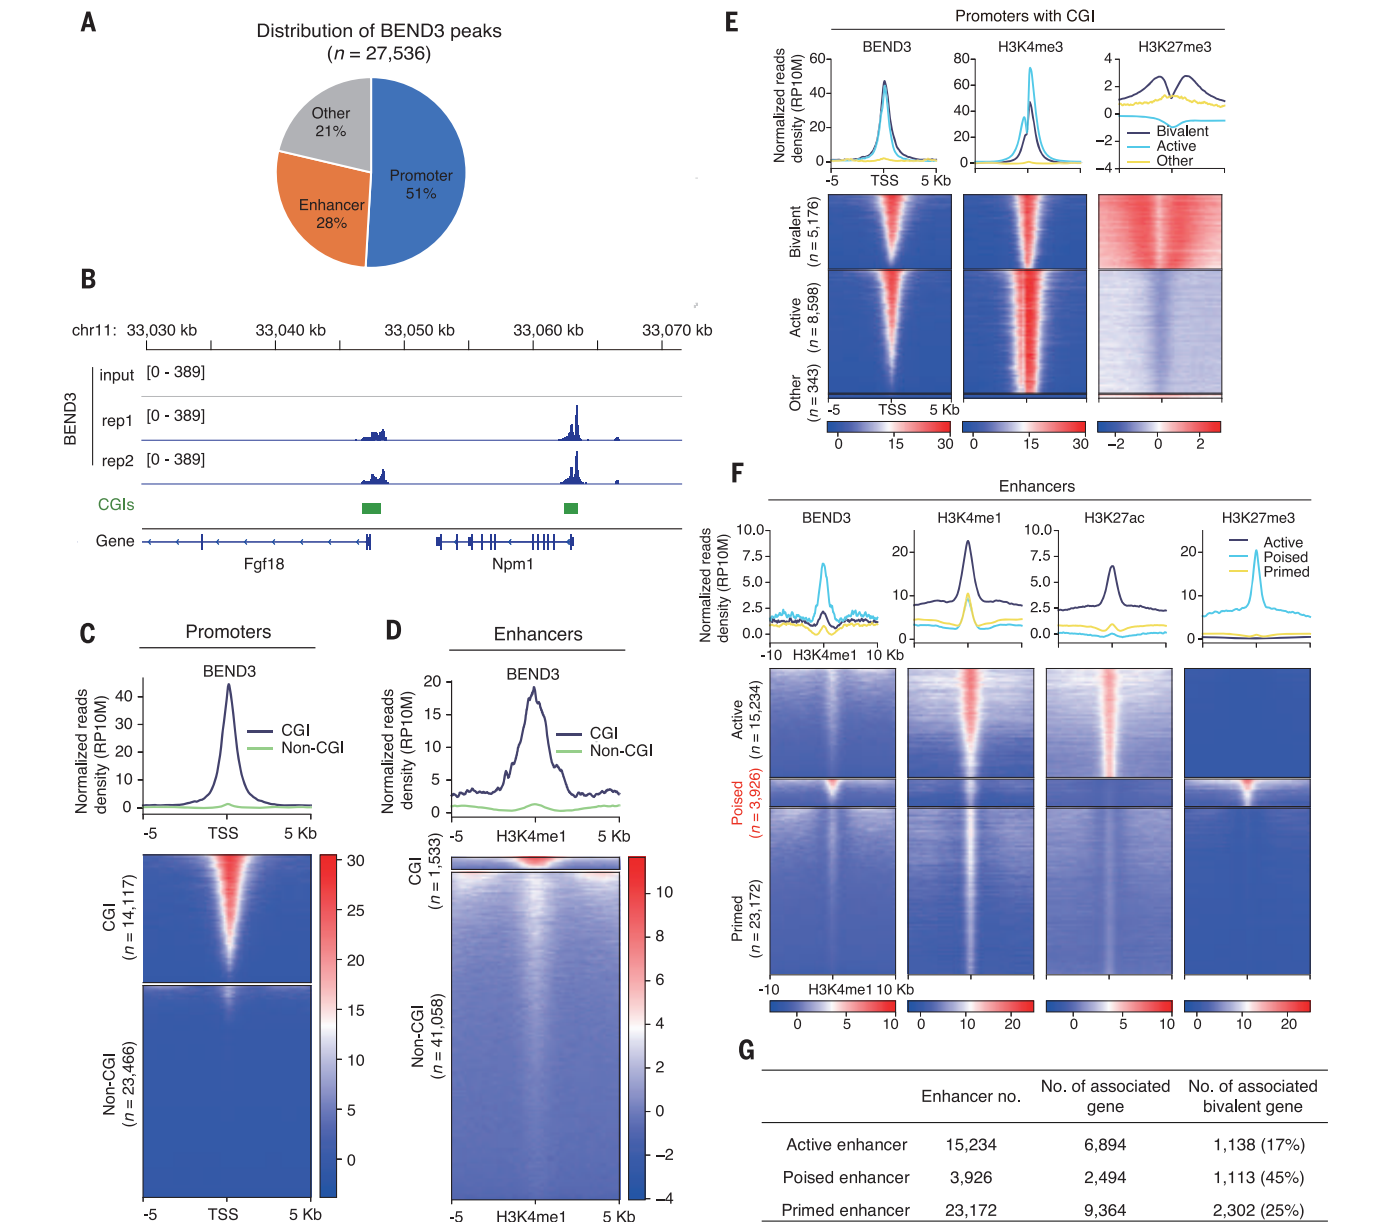 A
Distribution of BEND3 peaks
(n = 27,536)
Other
21%
Promoter
51%
Enhancer
28%
B
chr11: 33,030 kb 33,040 kb 33,050 kb 33,060 kb 33,070 kb
BEND3
input [0 - 389]
rep1 [0 - 389]
rep2 [0 - 389]
CGIs
Gene
Fgf18 Npm1
C
Promoters
BEND3
Normalized reads
density (RP10M)
40
30
20
10
0
CGI
Non-CGI
-5 TSS 5 Kb
CGI
(n = 14,117)
Non-CGI
(n = 23,466)
30
25
20
15
10
5
0
-5 TSS 5 Kb
D
Enhancers
BEND3
Normalized reads
density (RP10M)
20
15
10
5
0
CGI
Non-CGI
-5 H3K4me1 5 Kb
CGI
(n = 1,533)
Non-CGI
(n = 41,058)
10
8
6
4
2
0
−2
−4
-5 H3K4me1 5 Kb
E
Promoters with CGI
BEND3 H3K4me3 H3K27me3
Normalized reads
density (RP10M)
60
40
20
0
80
60
40
20
0
4
2
0
−2
−4
Bivalent
Active
Other
-5 TSS 5 Kb
Bivalent
(n = 5,176)
Active
(n = 8,598)
Other
(n = 343)
-5 TSS 5 Kb
0 15 30 0 15 30 −2 0 2
F
Enhancers
BEND3 H3K4me1 H3K27ac H3K27me3
Normalized reads
density (RP10M)
10.0
7.5
5.0
2.5
0.0
20
10
0
10.0
7.5
5.0
2.5
0.0
20
10
0
Active
Poised
Primed
-10 H3K4me1 10 Kb
Active
(n = 15,234)
Poised
(n = 3,926)
Primed
(n = 23,172)
-10 H3K4me1 10 Kb
0 5 10 0 10 20 0 5 10 0 10 20
G
Enhancer no. No. of associated gene No. of associated bivalent gene
Active enhancer 15,234 6,894 1,138 (17%)
Poised enhancer 3,926 2,494 1,113 (45%)
Primed enhancer 23,172 9,364 2,302 (25%)